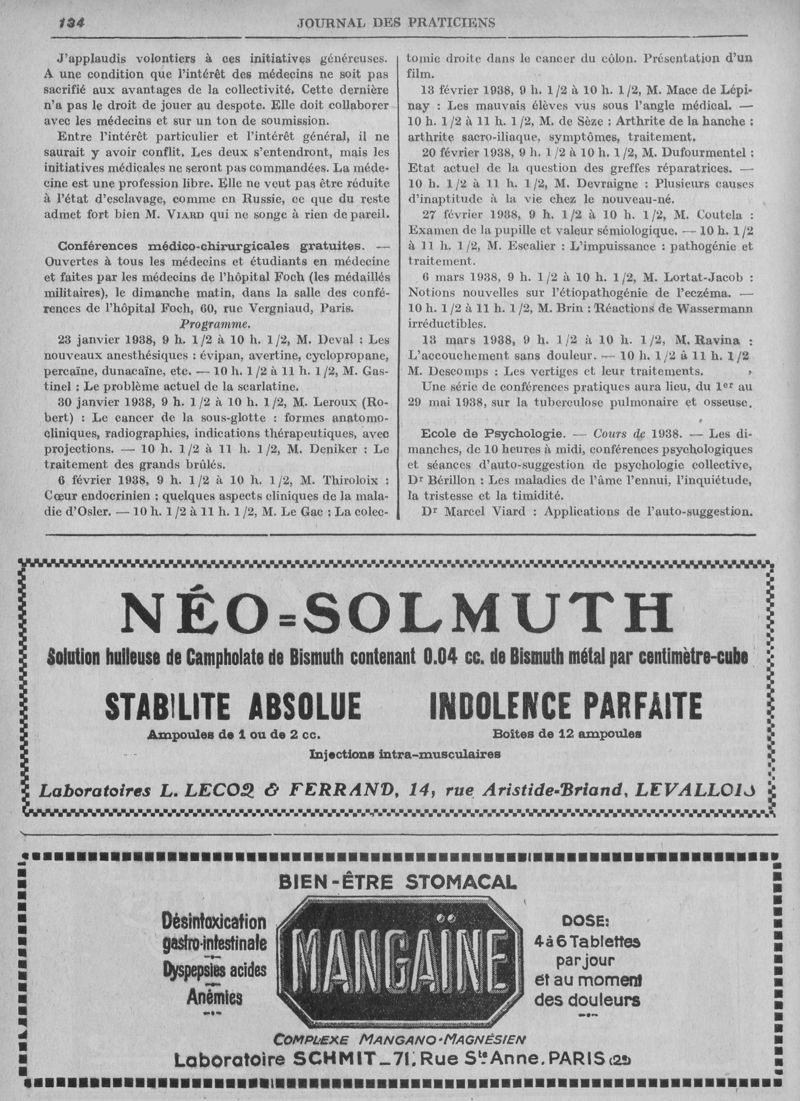 134
JOURNAL DES PRATICIENS
J'applaudis volontiers à ces initiatives généreuses.
A une condition que l'intérêt des médecins ne soit pas
sacrifié aux avantages de la collectivité. Cette dernière
n'a pas le droit de jouer au despote. Elle doit collaborer
avec les médecins et sur un ton de soumission.
Entre l'intérêt particulier et l'intérêt général, il ne
saurait y avoir conflit. Les deux s'entendront, mais les
initiatives médicales ne seront pas commandées. La méde-
cine est une profession libre. Elle ne veut pas être réduite
à l'état d'esclavage, comme en Russie, ce que du reste
admet fort bien M. VIARD qui ne songe à rien de pareil.
Conférences médico-chirurgicales gratuites. —
Ouvertes à tous les médecins et étudiants en médecine
et faites par les médecins de l'hôpital Foch (les médaillés
militaires), le dimanche matin, dans la salle des confé-
rences de l'hôpital Foch, 60, rue Vergniaud, Paris.
Programme.
23 janvier 1938, 9 h. 1/2 à 10 h. 1/2, M. Deval : Les
nouveaux anesthésiques : évipan, avertine, cyclopropane,
percaïne, dunacaïne, etc. — 10 h. 1/2 à 11 h. 1/2, M. Gas-
tinel : Le problème actuel de la scarlatine.
30 janvier 1938, 9 h. 1/2 à 10 h. 1/2, M. Leroux (Ro-
bert) : Le cancer de la sous-glotte : formes anatomo-
cliniques, radiographies, indications thérapeutiques, avec
projections. — 10 h. 1/2 à 11 h. 1/2, M. Deniker : Le
traitement des grands brûlés.
6 février 1938, 9 h. 1/2 à 10 h. 1/2, M. Thiroloix :
Cœur endocrinien ; quelques aspects cliniques de la mala-
die d'Osler. — 10 h. 1/2 à 11 h. 1/2, M. Le Gac : La colec-
tomie droite dans le cancer du côlon. Présentation d'un
film.
13 février 1938, 9 h. 1/2 à 10 h. 1/2, M. Mace de Lépi-
nay : Les mauvais élèves vus sous l'angle médical. —
10 h. 1/2 à 11 h. 1/2, M. de Sèze : Arthrite de la hanche :
arthrite sacro-iliaque, symptômes, traitement.
20 février 1938, 9 h. 1/2 à 10 h. 1/2, M. Dufourmentel :
Etat actuel de la question des greffes réparatrices. —
10 h. 1/2 à 11 h. 1/2, M. Devraigne : Plusieurs causes
d'inaptitude à la vie chez le nouveau-né.
27 février 1938, 9 h. 1/2 à 10 h. 1/2, M. Coutela :
Examen de la pupille et valeur sémiologique. — 10 h. 1/2
à 11 h. 1/2, M. Escalier : L'impuissance : pathogénie et
traitement.
6 mars 1938, 9 h. 1/2 à 10 h. 1/2, M. Lortat-Jacob :
Notions nouvelles sur l'étiopathogénie de l'eczéma. —
10 h. 1/2 à 11 h. 1/2, M. Brin : Réactions de Wassermann
irréductibles.
13 mars 1938, 9 h. 1/2 à 10 h. 1/2, M. Ravina :
L'accouchement sans douleur. — 10 h. 1/2 à 11 h. 1/2
M. Descomps : Les vertiges et leur traitements.
Une série de conférences pratiques aura lieu, du 1er au
29 mai 1938, sur la tuberculose pulmonaire et osseuse.
Ecole de Psychologie. — Cours de 1938. — Les di-
manches, de 10 heures à midi, conférences psychologiques
et séances d'auto-suggestion de psychologie collective,
Dr Bérillon : Les maladies de l'âme l'ennui, l'inquiétude,
la tristesse et la timidité.
Dr Marcel Viard : Applications de l'auto-suggestion.
NÉO=SOLMUTH
Solution huileuse de Campholate de Bismuth contenant 0.04 cc. de Bismuth métal par centimètre-cube
STABILITE ABSOLUE
INDOLENCE PARFAITE
Ampoules de 1 ou de 2 cc.
Boîtes de 12 ampoules
Injections intra-musculaires
Laboratoires L. LECOQ & FERRAND, 14, rue Aristide-Briand, LEVALLOIS
BIEN-ÊTRE STOMACAL
Désintoxication
gastro-intestinale
Dyspepsies acides
Anémies
MANGAÏNE
DOSE:
4 à 6 Tablettes
par jour
et au moment
des douleurs
COMPLEXE MANGANO-MAGNÉSIEN
Laboratoire SCHMIT_71, Rue Ste Anne, PARIS (2e)